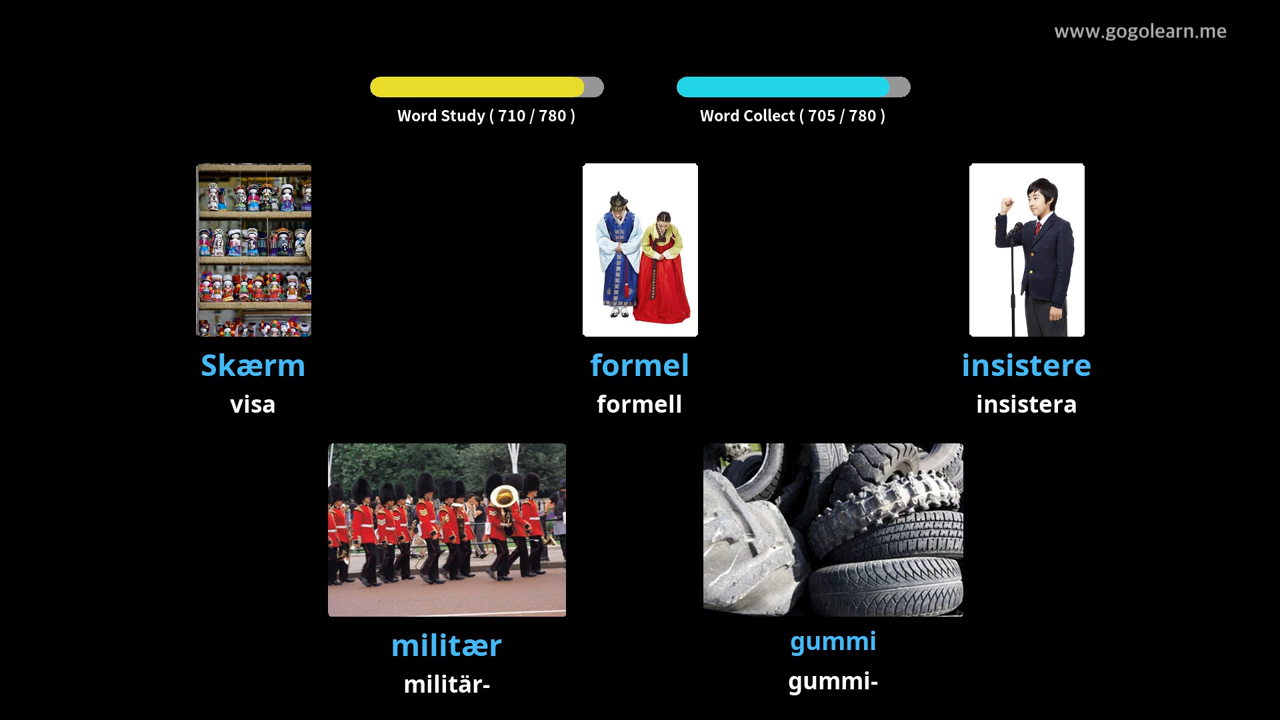 www.gogolearn.me
Word Study ( 710 / 780 )
Word Collect ( 705 / 780 )
Skærm
visa
formel
formell
insistere
insistera
militær
militär-
gummi
gummi-